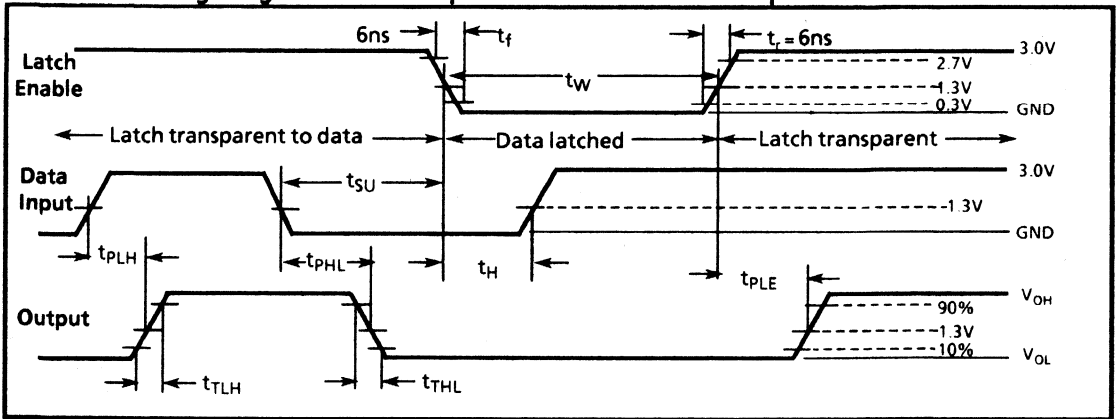 6ns
t_f
t_r = 6ns
3.0V
Latch Enable
2.7V
t_W
1.3V
0.3V
GND
Latch transparent to data
Data latched
Latch transparent
Data Input
t_SU
3.0V
1.3V
GND
t_PLH
t_PHL
t_H
t_PLE
Output
V_OH
90%
1.3V
10%
V_OL
t_TLH
t_THL